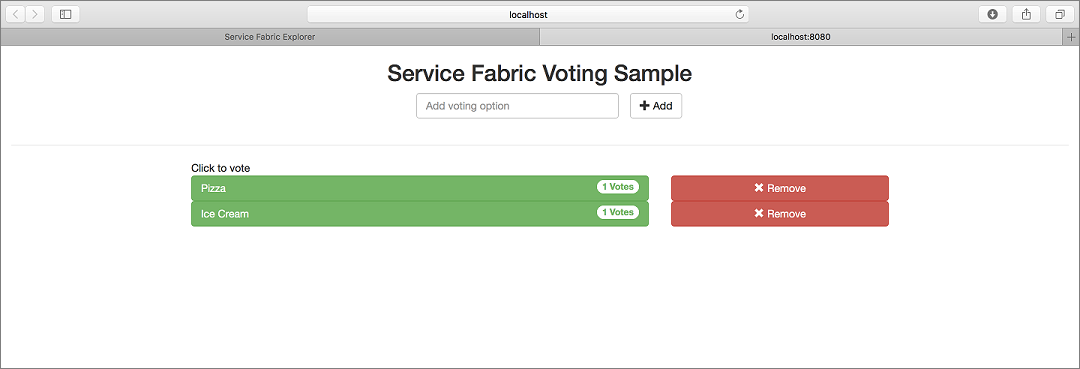 localhost
Service Fabric Explorer
localhost:8080
Service Fabric Voting Sample
Add voting option
Add
Click to vote
Pizza 1 Votes Remove
Ice Cream 1 Votes Remove